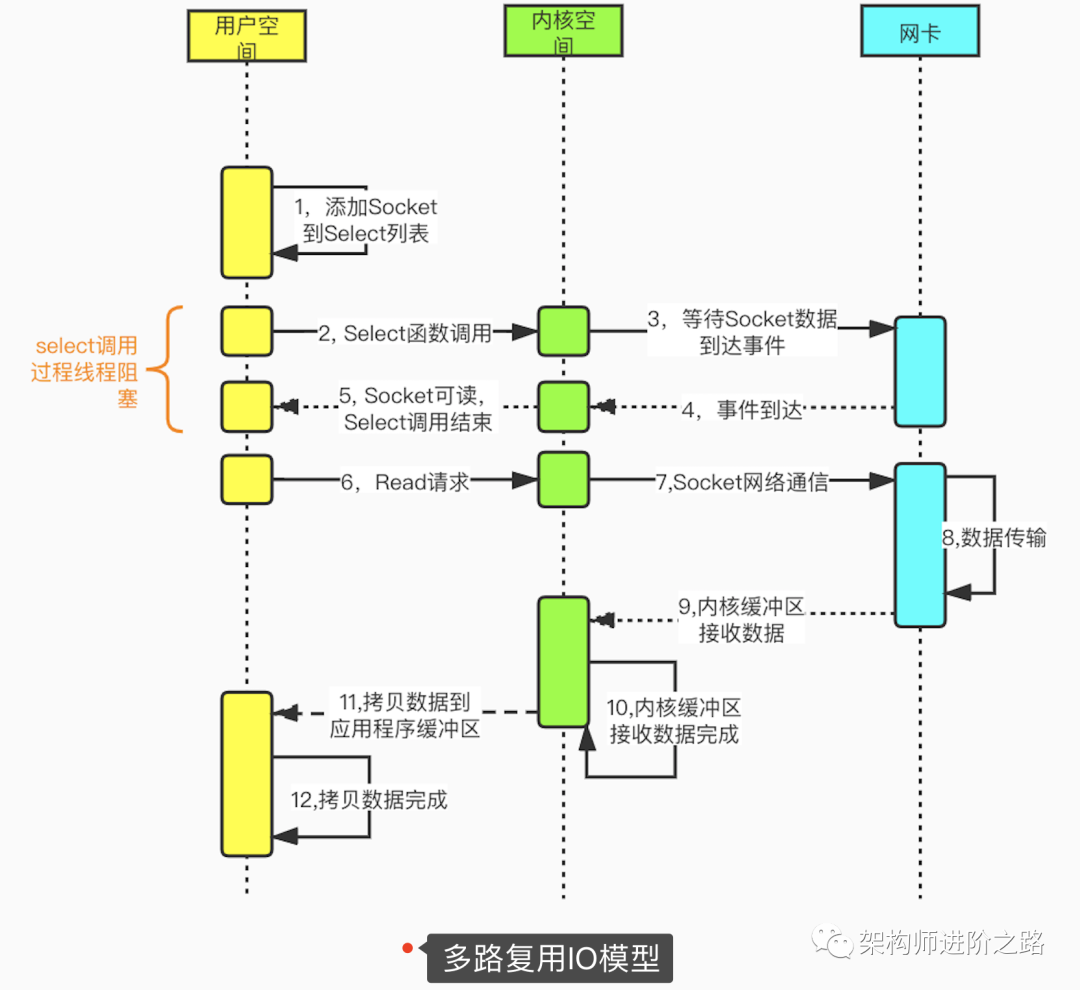 用户空
间
内核空
间
网卡
1，添加Socket
到Select列表
select调用
过程线程阻
塞
2, Select函数调用
3，等待Socket数据
到达事件
5, Socket可读，
Select调用结束
4，事件到达
6，Read请求
7,Socket网络通信
8,数据传输
9,内核缓冲区
接收数据
10,内核缓冲区
接收数据完成
11,拷贝数据到
应用程序缓冲区
12,拷贝数据完成
多路复用IO模型
架构师进阶之路